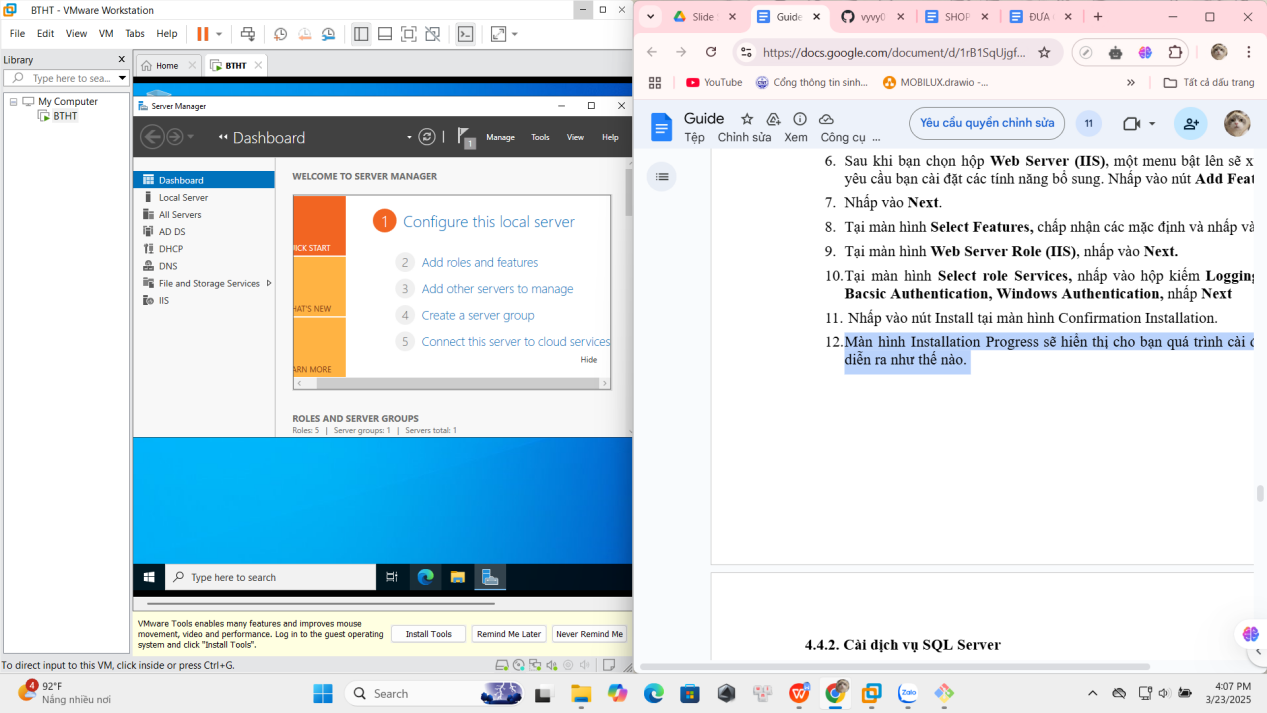 BTHT - VMware Workstation
File Edit View VM Tabs Help
Library
Type here to sea...
My Computer
BTHT
Home
BTHT
Server Manager
Dashboard
1
Manage Tools View Help
Dashboard
Local Server
All Servers
AD DS
DHCP
DNS
File and Storage Services
IIS
WELCOME TO SERVER MANAGER
ICK START
HAT'S NEW
ARN MORE
1 Configure this local server
2 Add roles and features
3 Add other servers to manage
4 Create a server group
5 Connect this server to cloud services
Hide
ROLES AND SERVER GROUPS
Roles: 5 | Server groups: 1 | Servers total: 1
Type here to search
VMware Tools enables many features and improves mouse
movement, video and performance. Log in to the guest operating
system and click "Install Tools".
Install Tools Remind Me Later Never Remind Me
To direct input to this VM, click inside or press Ctrl+G.
Slide Guide vyvy0 SHOP ĐƯA
https://docs.google.com/document/d/1rB1SqUjgf...
YouTube Cổng thông tin sinh... MOBILUX.drawio -... Tất cả dấu trang
Guide
Tệp Chỉnh sửa Xem Công cụ ...
Yêu cầu quyền chỉnh sửa
11
6. Sau khi bạn chọn hộp Web Server (IIS), một menu bật lên sẽ x
yêu cầu bạn cài đặt các tính năng bổ sung. Nhấp vào nút Add Feat
7. Nhấp vào Next.
8. Tại màn hình Select Features, chấp nhận các mặc định và nhấp và
9. Tại màn hình Web Server Role (IIS), nhấp vào Next.
10. Tại màn hình Select role Services, nhấp vào hộp kiểm Logging
Bacsic Authentication, Windows Authentication, nhấp Next
11. Nhấp vào nút Install tại màn hình Confirmation Installation.
12. Màn hình Installation Progress sẽ hiển thị cho bạn quá trình cài đ
diễn ra như thế nào.
4.4.2. Cài dịch vụ SQL Server
4
92°F
Nắng nhiều nơi
Search
Zalo
4:07 PM
3/23/2025